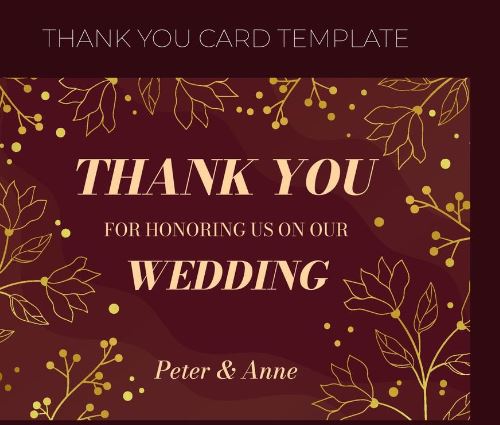 THANK YOU CARD TEMPLATE
THANK YOU
FOR HONORING US ON OUR
WEDDING
Peter & Anne